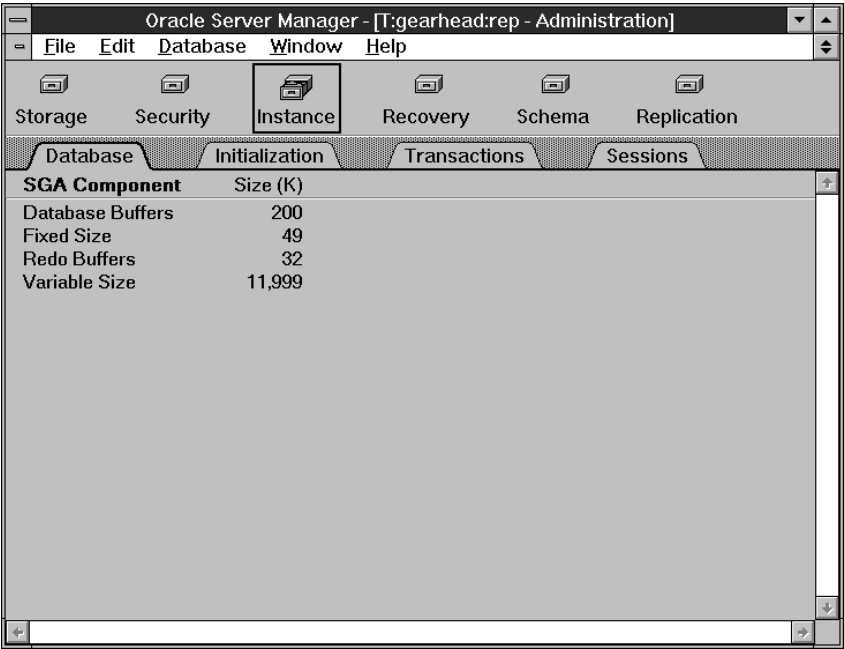 Oracle Server Manager - [T:gearhead:rep - Administration]
File Edit Database Window Help
Storage Security Instance Recovery Schema Replication
Database Initialization Transactions Sessions
SGA Component Size (K)
Database Buffers 200
Fixed Size 49
Redo Buffers 32
Variable Size 11,999